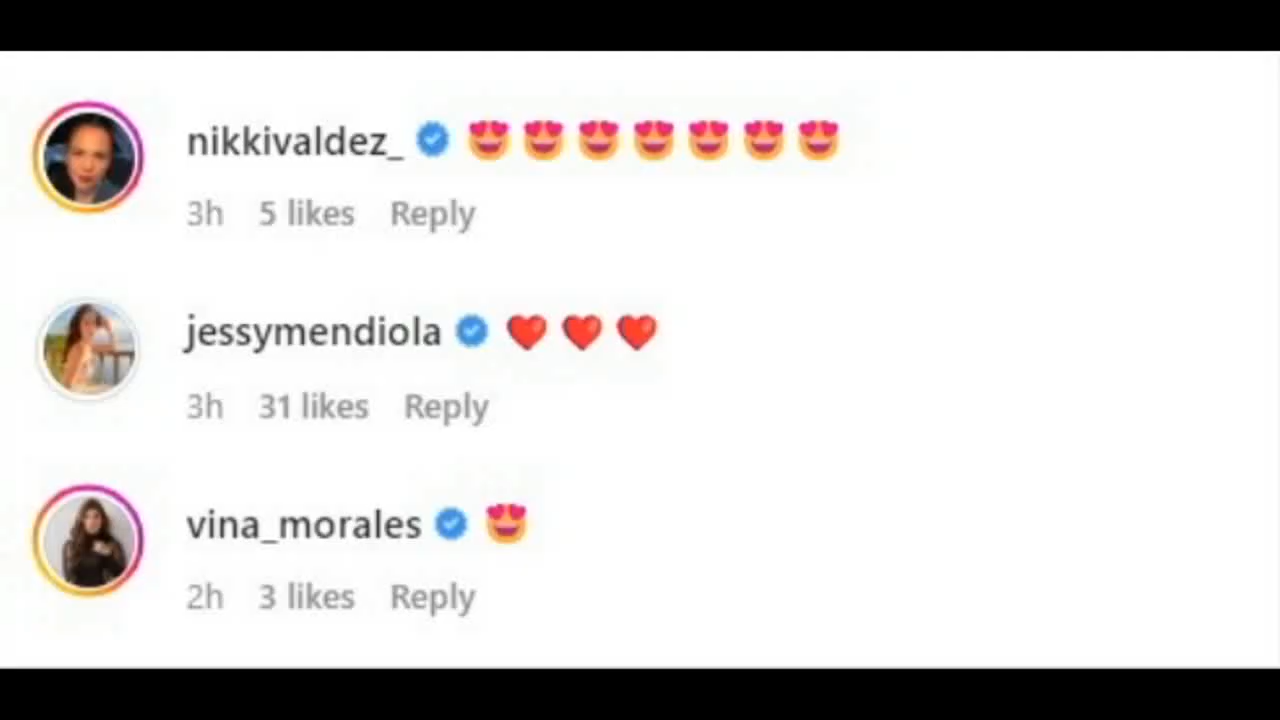 nikkivaldez_ 😍😍😍😍😍😍😍
3h 5 likes Reply
jessymendiola ❤️❤️❤️
3h 31 likes Reply
vina_morales 😍
2h 3 likes Reply